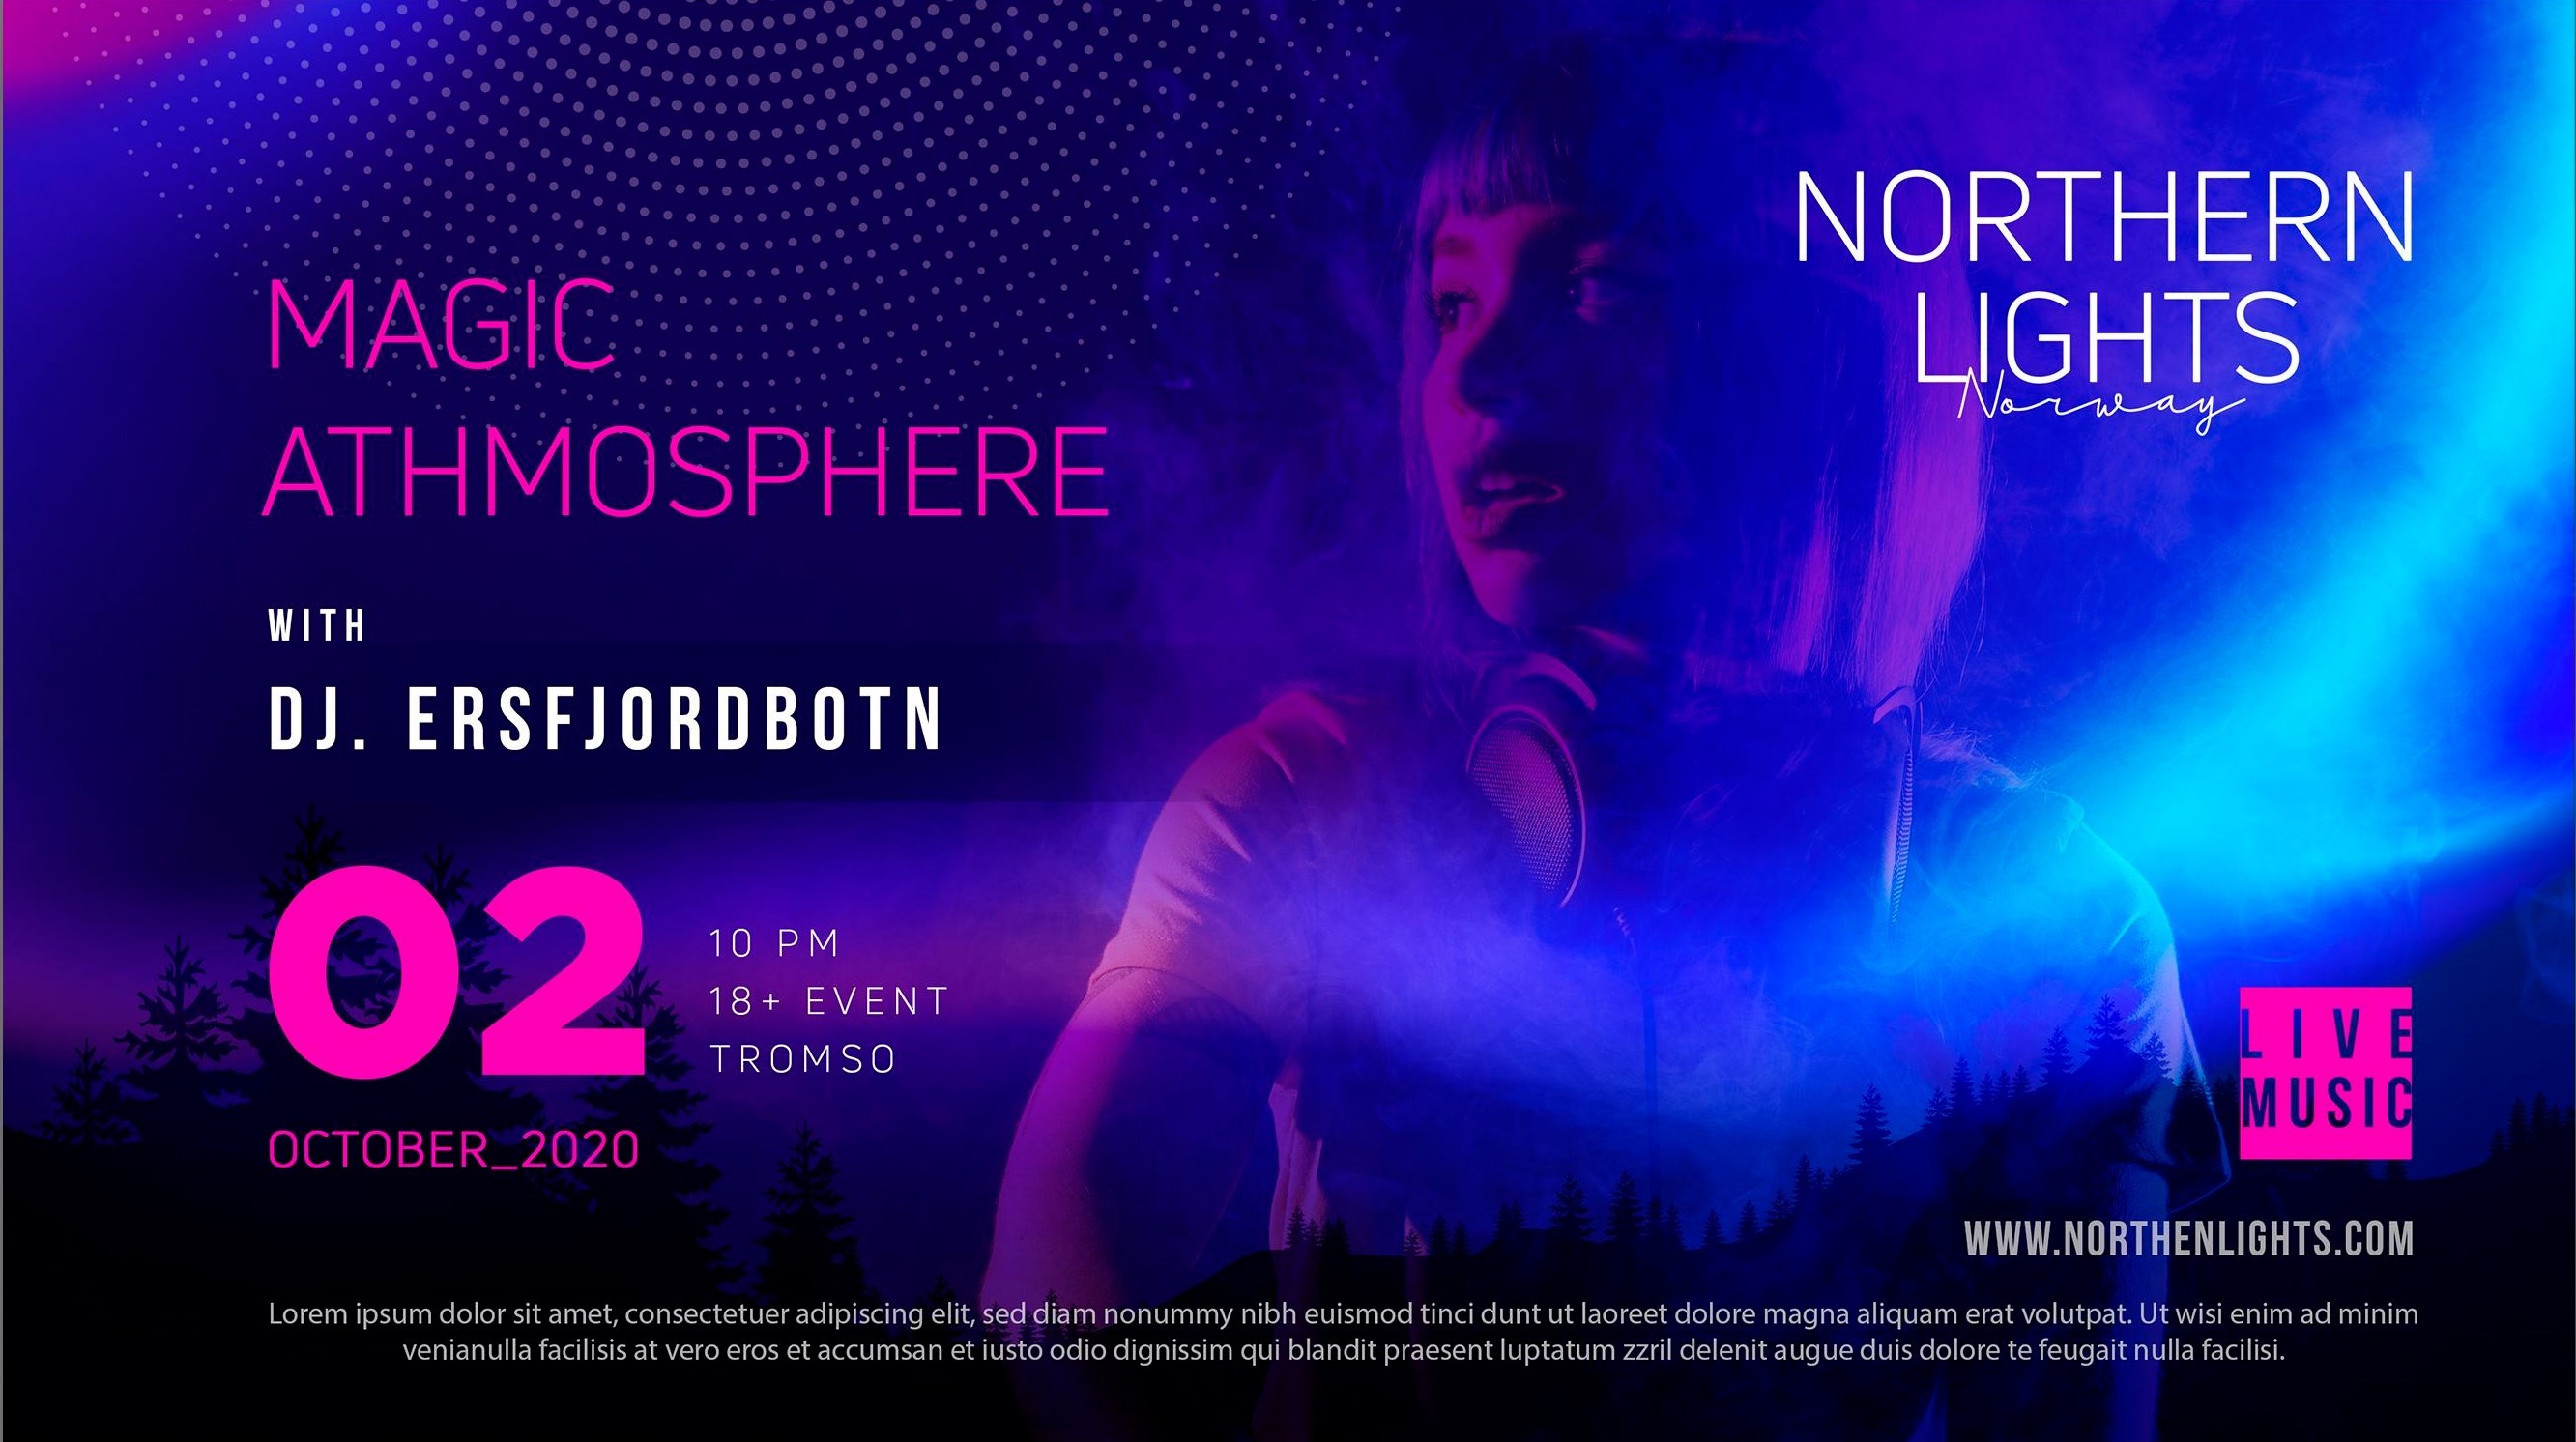 NORTHERN
LIGHTS
Norway
MAGIC
ATHMOSPHERE
WITH
DJ. ERSFJORDBOTN
02
10 PM
18+ EVENT
TROMSO
OCTOBER_2020
LIVE
MUSIC
WWW.NORTHENLIGHTS.COM
Lorem ipsum dolor sit amet, consectetuer adipiscing elit, sed diam nonummy nibh euismod tinci dunt ut laoreet dolore magna aliquam erat volutpat. Ut wisi enim ad minim
venianulla facilisis at vero eros et accumsan et iusto odio dignissim qui blandit praesent luptatum zzril delenit augue duis dolore te feugait nulla facilisi.